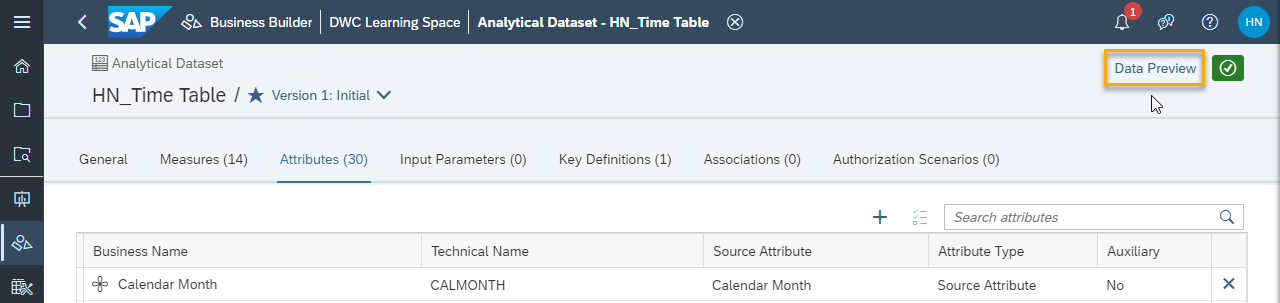 SAP Business Builder DWC Learning Space Analytical Dataset - HN_Time Table 1 HN
123 Analytical Dataset
Data Preview
HN_Time Table / Version 1: Initial
General Measures (14) Attributes (30) Input Parameters (0) Key Definitions (1) Associations (0) Authorization Scenarios (0)
Search attributes
Business Name Technical Name Source Attribute Attribute Type Auxiliary
Calendar Month CALMONTH Calendar Month Source Attribute No